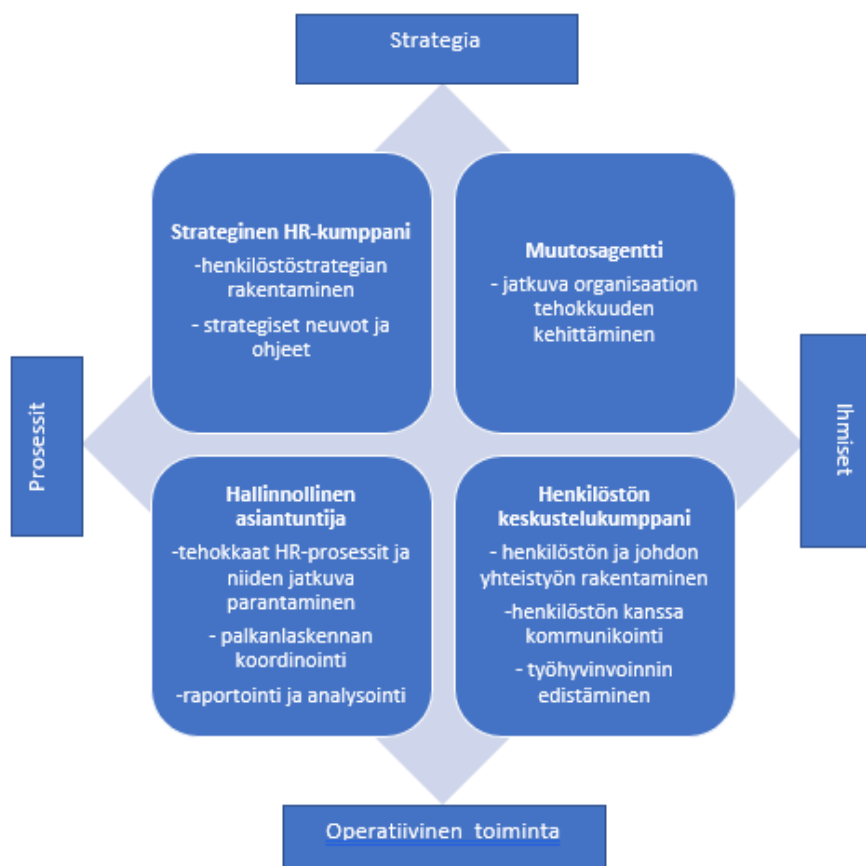 Strategia
Strateginen HR-kumppani
-henkilöstöstrategian
rakentaminen
- strategiset neuvot ja
ohjeet
Muutosagentti
- jatkuva organisaation
tehokkuuden
kehittäminen
Prosessit
Ihmiset
Hallinnollinen
asiantuntija
-tehokkaat HR-prosessit ja
niiden jatkuva
parantaminen
- palkanlaskennan
koordinointi
-raportointi ja analysointi
Henkilöstön
keskustelukumppani
- henkilöstön ja johdon
yhteistyön rakentaminen
-henkilöstön kanssa
kommunikointi
- työhyvinvoinnin
edistäminen
Operatiivinen toiminta